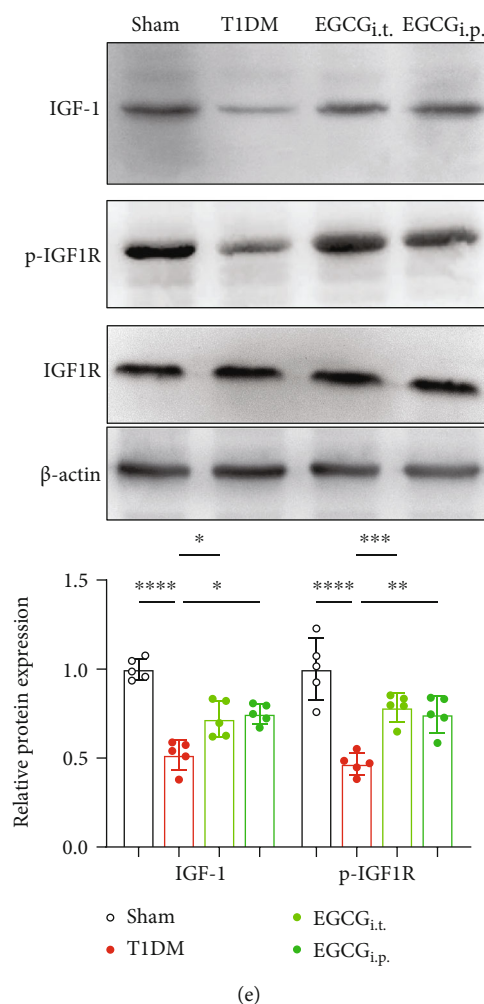 Sham T1DM EGCGi.t. EGCGi.p.
IGF-1
p-IGF1R
IGF1R
β-actin
* ***
**** * **** **
1.5
1.0
0.5
0.0
Relative protein expression
IGF-1 p-IGF1R
Sham EGCGi.t.
T1DM EGCGi.p.
(e)